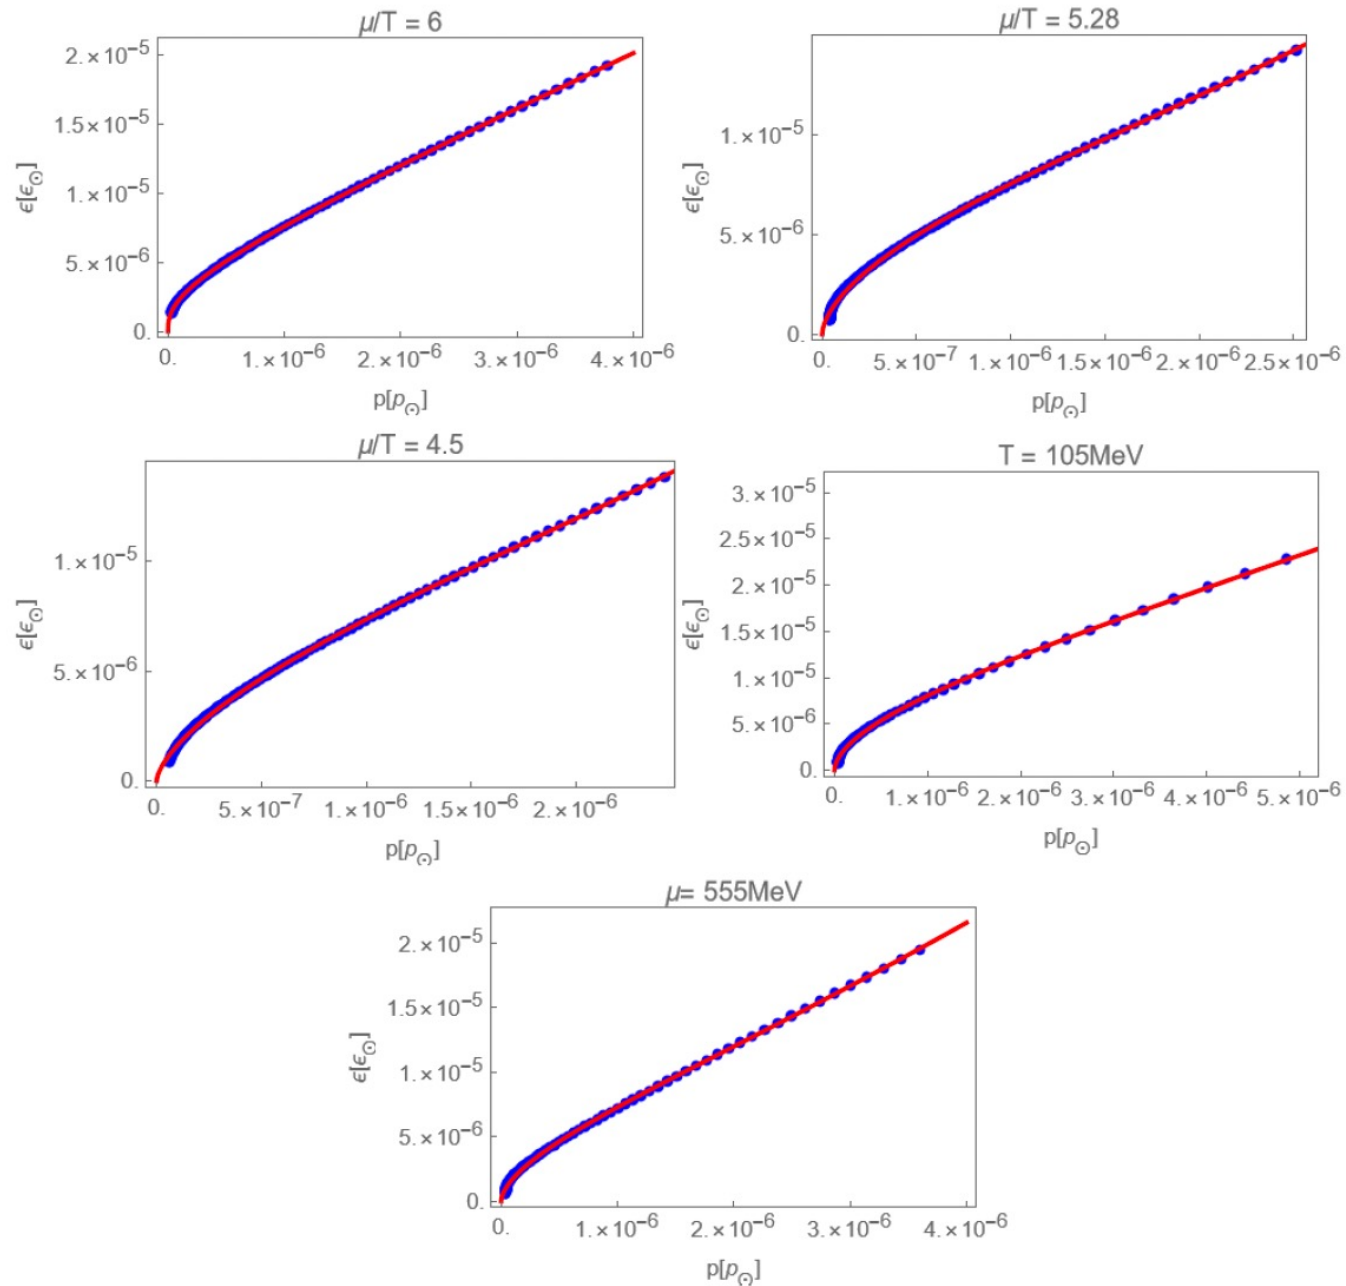 μ/T = 6
2.×10⁻⁵
1.5×10⁻⁵
1.×10⁻⁵
5.×10⁻⁶
0.
ϵ[ϵ⊙]
0. 1.×10⁻⁶ 2.×10⁻⁶ 3.×10⁻⁶ 4.×10⁻⁶
p[p⊙]
μ/T = 5.28
1.×10⁻⁵
5.×10⁻⁶
0.
ϵ[ϵ⊙]
0. 5.×10⁻⁷ 1.×10⁻⁶ 1.5×10⁻⁶ 2.×10⁻⁶ 2.5×10⁻⁶
p[p⊙]
μ/T = 4.5
1.×10⁻⁵
5.×10⁻⁶
0.
ϵ[ϵ⊙]
0. 5.×10⁻⁷ 1.×10⁻⁶ 1.5×10⁻⁶ 2.×10⁻⁶
p[p⊙]
T = 105MeV
3.×10⁻⁵
2.5×10⁻⁵
2.×10⁻⁵
1.5×10⁻⁵
1.×10⁻⁵
5.×10⁻⁶
0.
ϵ[ϵ⊙]
0. 1.×10⁻⁶ 2.×10⁻⁶ 3.×10⁻⁶ 4.×10⁻⁶ 5.×10⁻⁶
p[p⊙]
μ= 555MeV
2.×10⁻⁵
1.5×10⁻⁵
1.×10⁻⁵
5.×10⁻⁶
0.
ϵ[ϵ⊙]
0. 1.×10⁻⁶ 2.×10⁻⁶ 3.×10⁻⁶ 4.×10⁻⁶
p[p⊙]